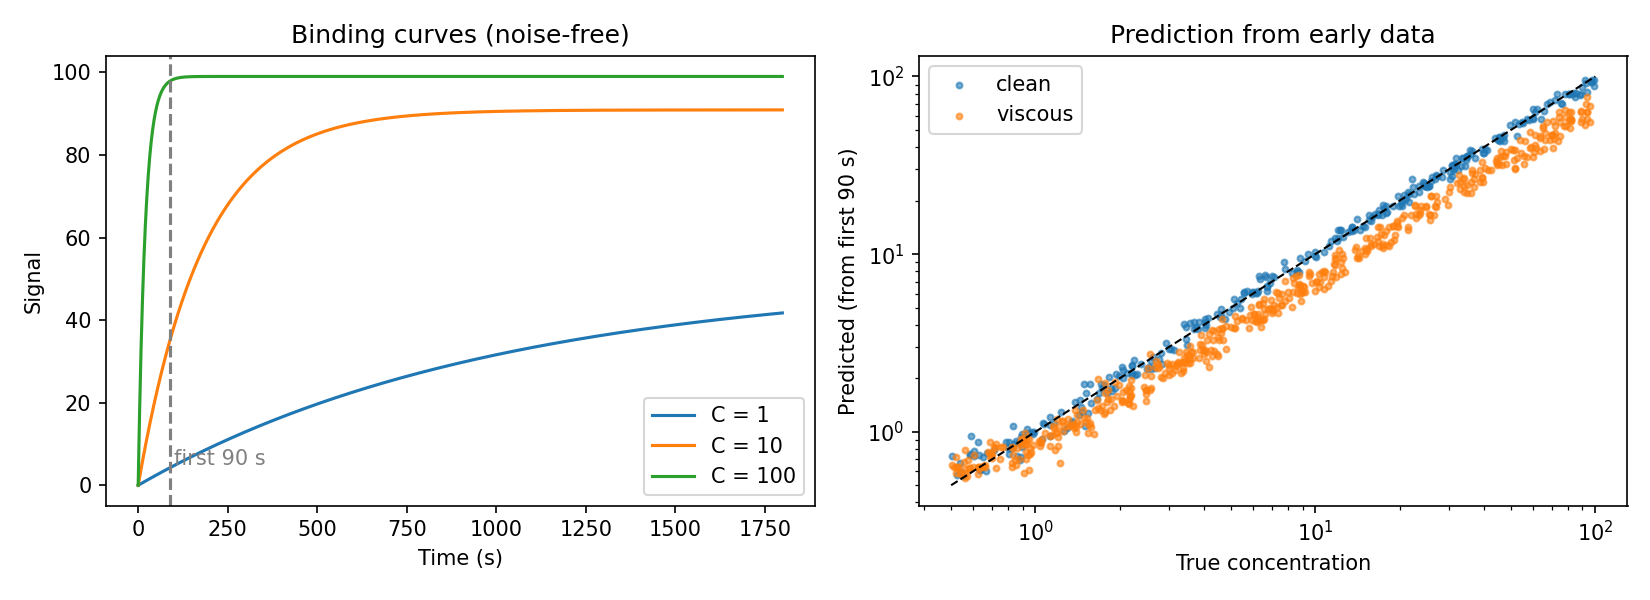 Binding curves (noise-free)
Signal
100
80
60
40
20
0
first 90 s
C = 1
C = 10
C = 100
0 250 500 750 1000 1250 1500 1750
Time (s)
Prediction from early data
Predicted (from first 90 s)
clean
viscous
10²
10¹
10⁰
10⁰ 10¹ 10²
True concentration